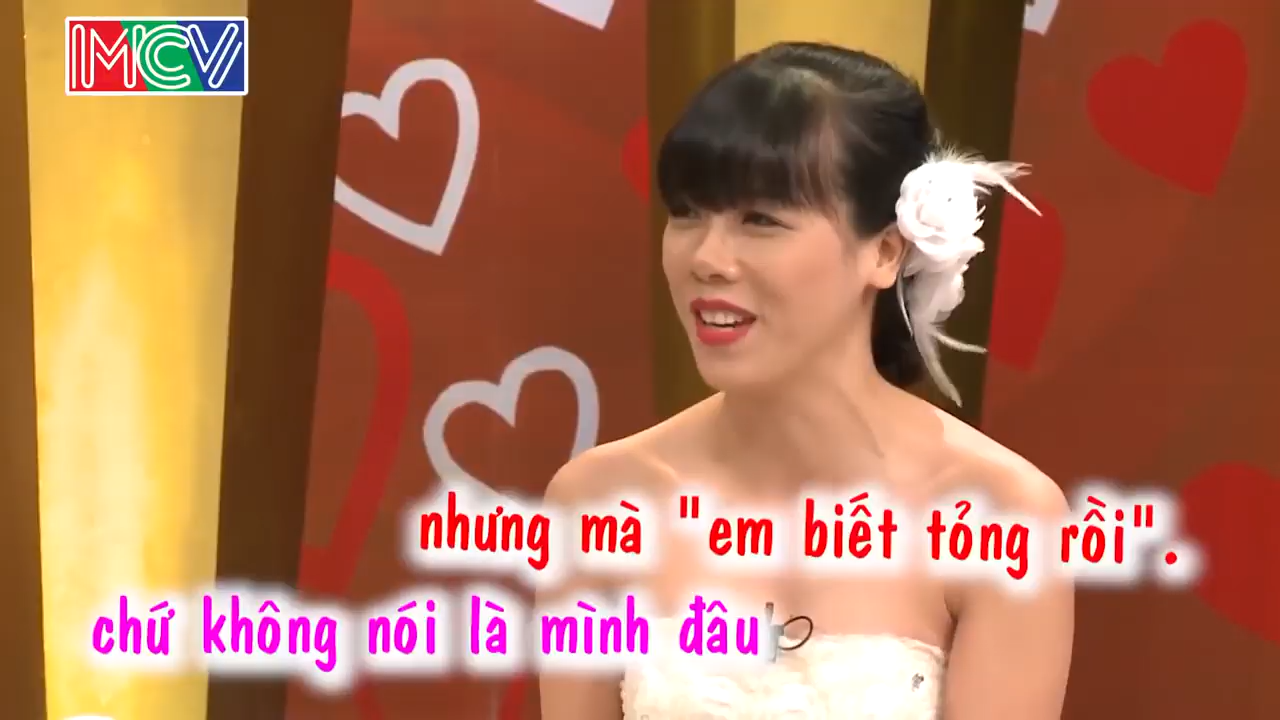 MCV
nhưng mà "em biết tỏng rồi".
chứ không nói là mình đâu